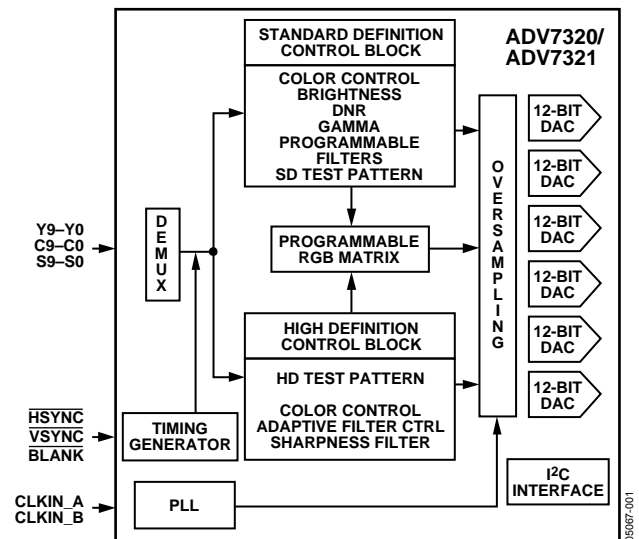 STANDARD DEFINITION
CONTROL BLOCK
COLOR CONTROL
BRIGHTNESS
DNR
GAMMA
PROGRAMMABLE
FILTERS
SD TEST PATTERN
ADV7320/
ADV7321
Y9–Y0
C9–C0
S9–S0
DEMUX
PROGRAMMABLE
RGB MATRIX
HIGH DEFINITION
CONTROL BLOCK
HD TEST PATTERN
COLOR CONTROL
ADAPTIVE FILTER CTRL
SHARPNESS FILTER
OVERSAMPLING
12-BIT
DAC
12-BIT
DAC
12-BIT
DAC
12-BIT
DAC
12-BIT
DAC
12-BIT
DAC
HSYNC
VSYNC
BLANK
TIMING
GENERATOR
CLKIN_A
CLKIN_B
PLL
I²C
INTERFACE
05067-001